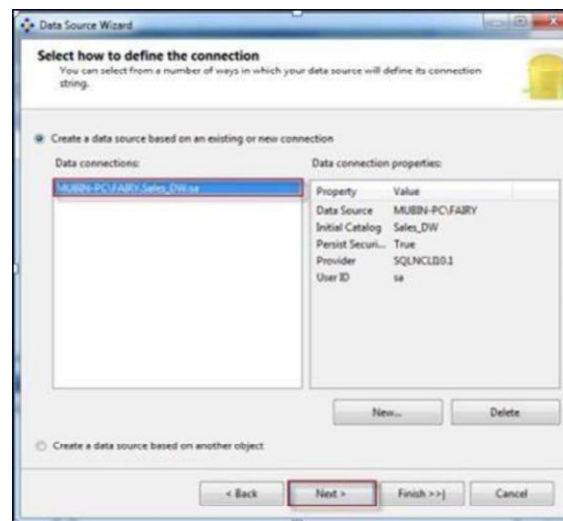 Data Source Wizard
Select how to define the connection
You can select from a number of ways in which your data source will define its connection
string.
Create a data source based on an existing or new connection
Data connections:
MUBIN-PC\FAIRY.Sales_DW.sa
Data connection properties:
Property Value
Data Source MUBIN-PC\FAIRY
Initial Catalog Sales_DW
Persist Securi... True
Provider SQLNCLI10.1
User ID sa
New... Delete
Create a data source based on another object
< Back Next > Finish >>| Cancel